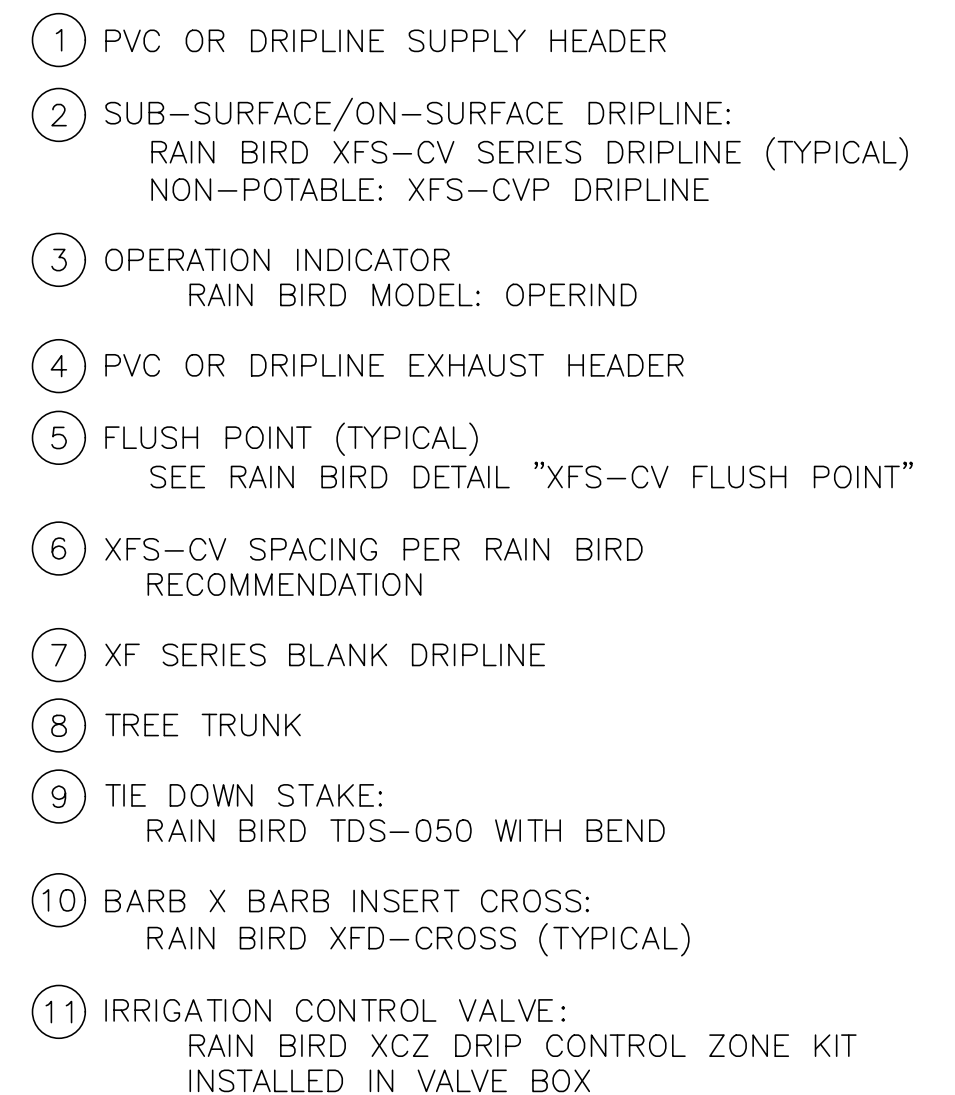 1 PVC OR DRIPLINE SUPPLY HEADER
2 SUB-SURFACE/ON-SURFACE DRIPLINE:
RAIN BIRD XFS-CV SERIES DRIPLINE (TYPICAL)
NON-POTABLE: XFS-CVP DRIPLINE
3 OPERATION INDICATOR
RAIN BIRD MODEL: OPERIND
4 PVC OR DRIPLINE EXHAUST HEADER
5 FLUSH POINT (TYPICAL)
SEE RAIN BIRD DETAIL "XFS-CV FLUSH POINT"
6 XFS-CV SPACING PER RAIN BIRD
RECOMMENDATION
7 XF SERIES BLANK DRIPLINE
8 TREE TRUNK
9 TIE DOWN STAKE:
RAIN BIRD TDS-050 WITH BEND
10 BARB X BARB INSERT CROSS:
RAIN BIRD XFD-CROSS (TYPICAL)
11 IRRIGATION CONTROL VALVE:
RAIN BIRD XCZ DRIP CONTROL ZONE KIT
INSTALLED IN VALVE BOX